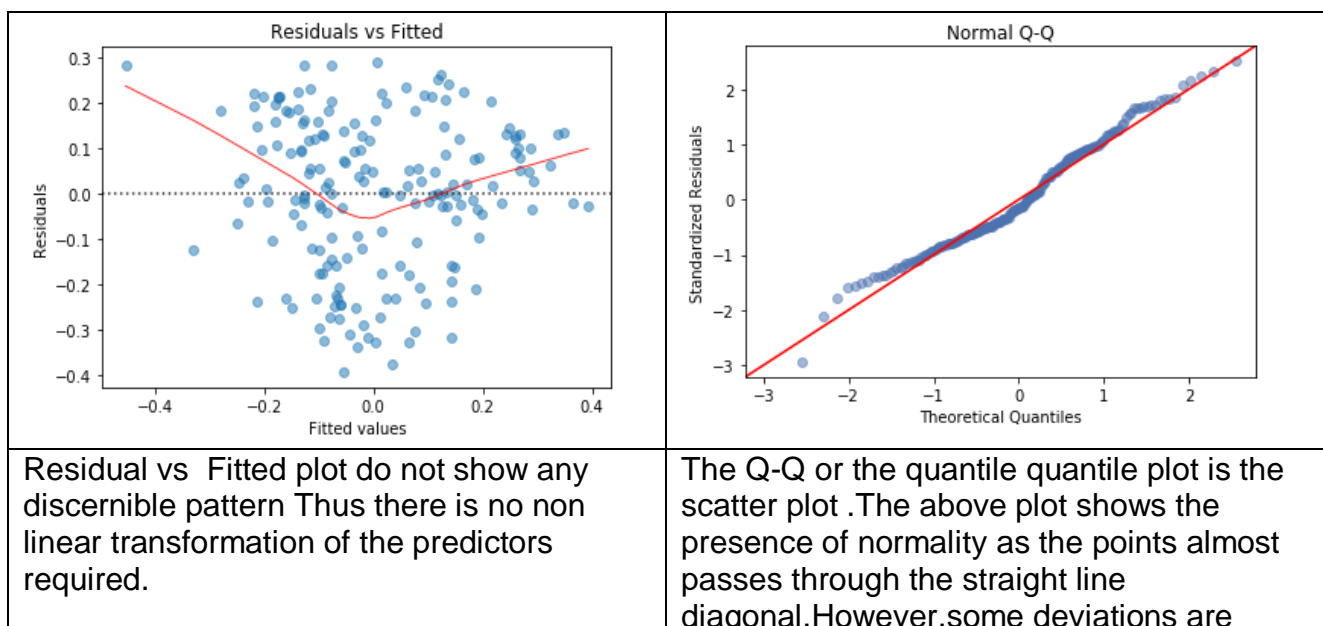 Residuals vs Fitted
0.3
0.2
0.1
0.0
−0.1
−0.2
−0.3
−0.4
Residuals
−0.4 −0.2 0.0 0.2 0.4
Fitted values
Normal Q-Q
2
1
0
−1
−2
−3
Standardized Residuals
−3 −2 −1 0 1 2
Theoretical Quantiles
Residual vs  Fitted plot do not show any
discernible pattern Thus there is no non
linear transformation of the predictors
required.
The Q-Q or the quantile quantile plot is the
scatter plot .The above plot shows the
presence of normality as the points almost
passes through the straight line
diagonal.However,some deviations are